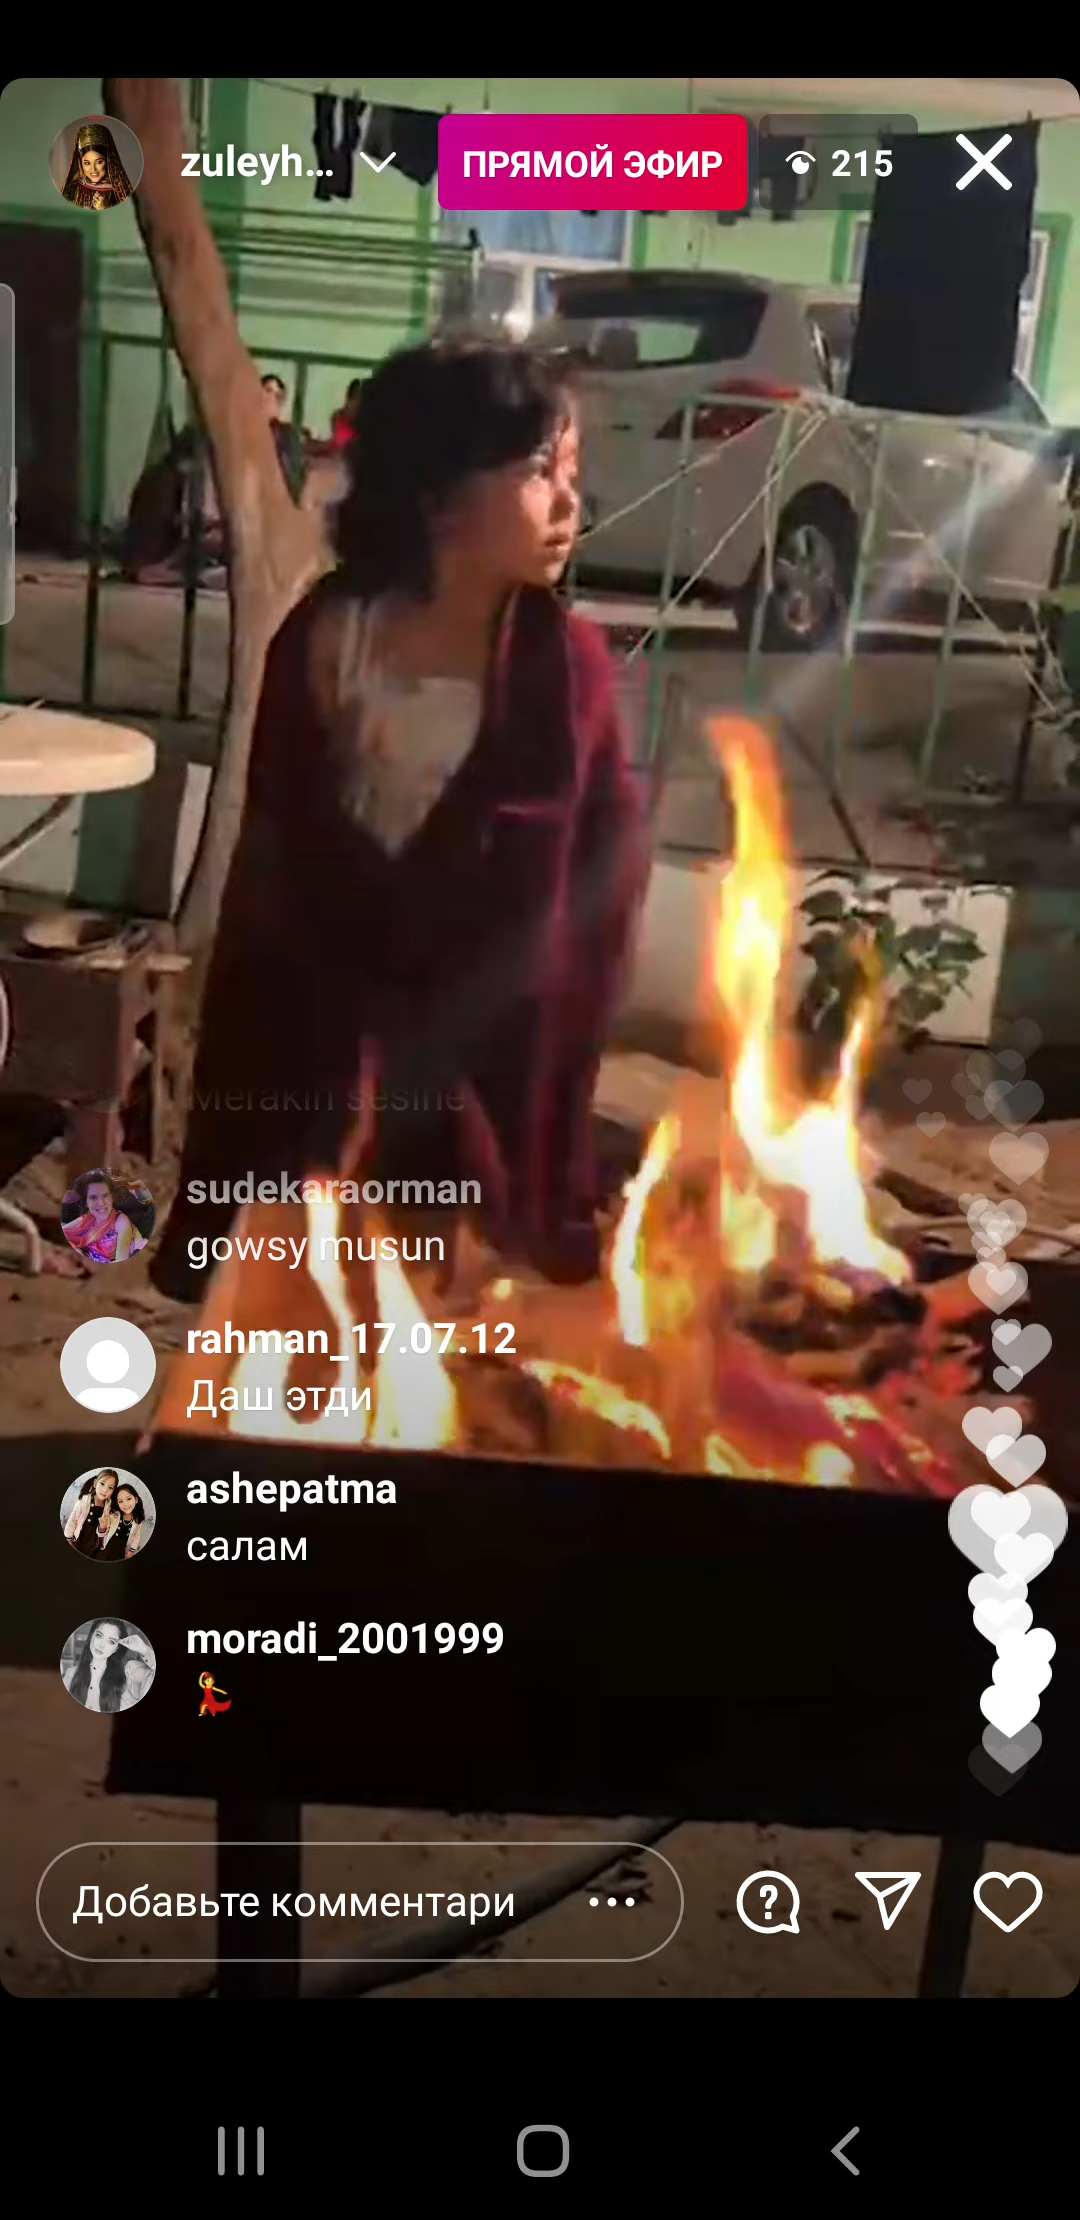 zuleyh...
ПРЯМОЙ ЭФИР
215
Merakin sesine
sudekaraorman
gowsy musun
rahman_17.07.12
Даш этди
ashepatma
салам
moradi_2001999
💃
Добавьте комментари